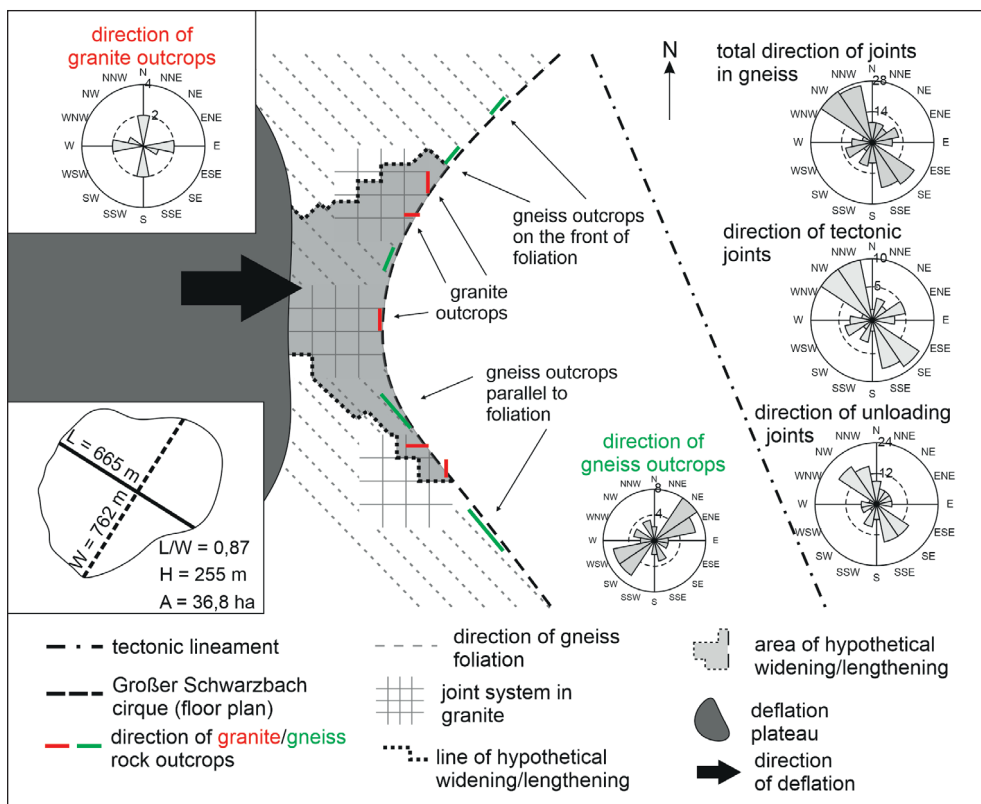 direction of
granite outcrops
N
NNE
NE
ENE
E
ESE
SE
SSE
S
SSW
SW
WSW
W
WNW
NW
NNW
4
2
N
total direction of joints
in gneiss
N
NNE
NE
ENE
E
ESE
SE
SSE
S
SSW
SW
WSW
W
WNW
NW
NNW
28
14
gneiss outcrops
on the front of
foliation
granite
outcrops
direction of tectonic
joints
N
NNE
NE
ENE
E
ESE
SE
SSE
S
SSW
SW
WSW
W
WNW
NW
NNW
10
5
gneiss outcrops
parallel to
foliation
direction of unloading
joints
N
NNE
NE
ENE
E
ESE
SE
SSE
S
SSW
SW
WSW
W
WNW
NW
NNW
24
12
direction of
gneiss outcrops
N
NNE
NE
ENE
E
ESE
SE
SSE
S
SSW
SW
WSW
W
WNW
NW
NNW
8
4
L = 665 m
W = 762 m
L/W = 0,87
H = 255 m
A = 36,8 ha
tectonic lineament
Großer Schwarzbach
cirque (floor plan)
direction of granite/gneiss
rock outcrops
direction of gneiss
foliation
joint system in
granite
line of hypothetical
widening/lengthening
area of hypothetical
widening/lengthening
deflation
plateau
direction
of deflation